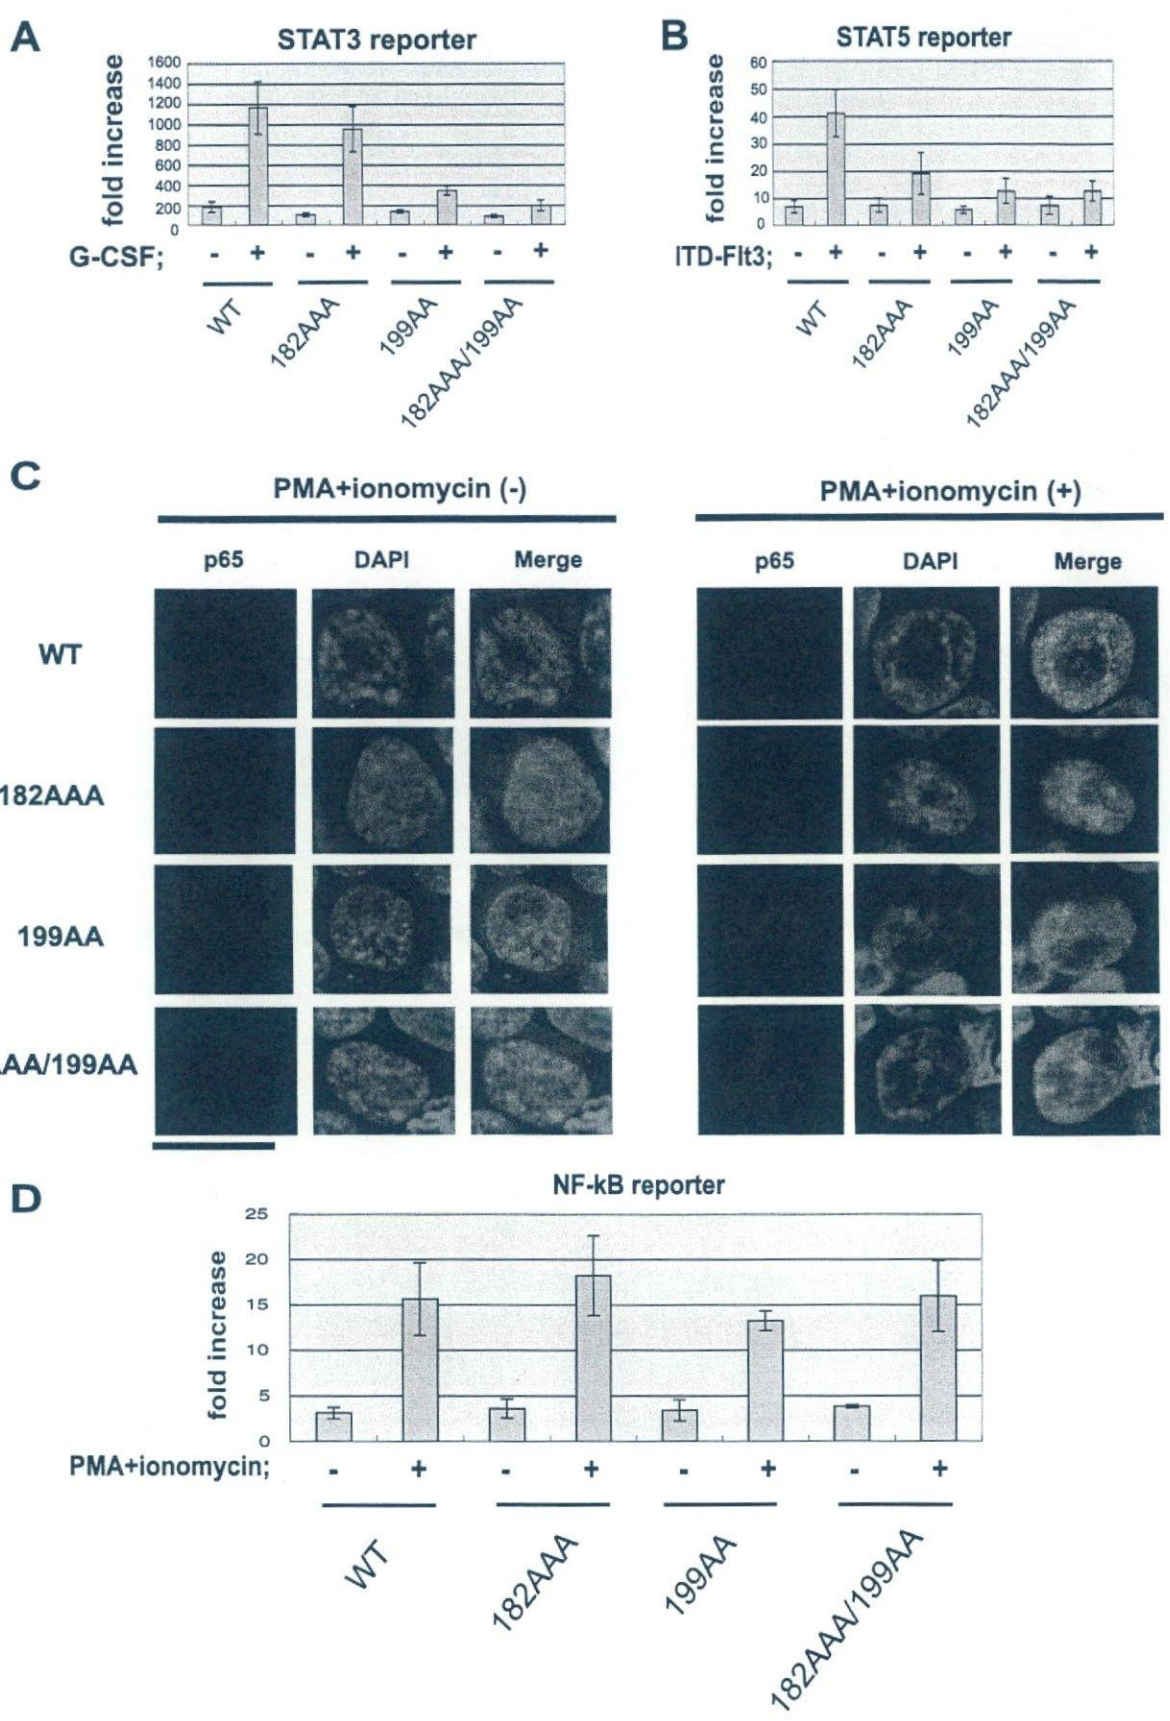 A
STAT3 reporter
fold increase
1600
1400
1200
1000
800
600
400
200
0
G-CSF; - + - + - + - +
WT 182AAA 199AA 182AAA/199AA
B
STAT5 reporter
fold increase
60
50
40
30
20
10
0
ITD-Flt3; - + - + - + - +
WT 182AAA 199AA 182AAA/199AA
C
PMA+ionomycin (-) PMA+ionomycin (+)
p65 DAPI Merge p65 DAPI Merge
WT
182AAA
199AA
AA/199AA
D
NF-kB reporter
fold increase
25
20
15
10
5
0
PMA+ionomycin; - + - + - + - +
WT 182AAA 199AA 182AAA/199AA